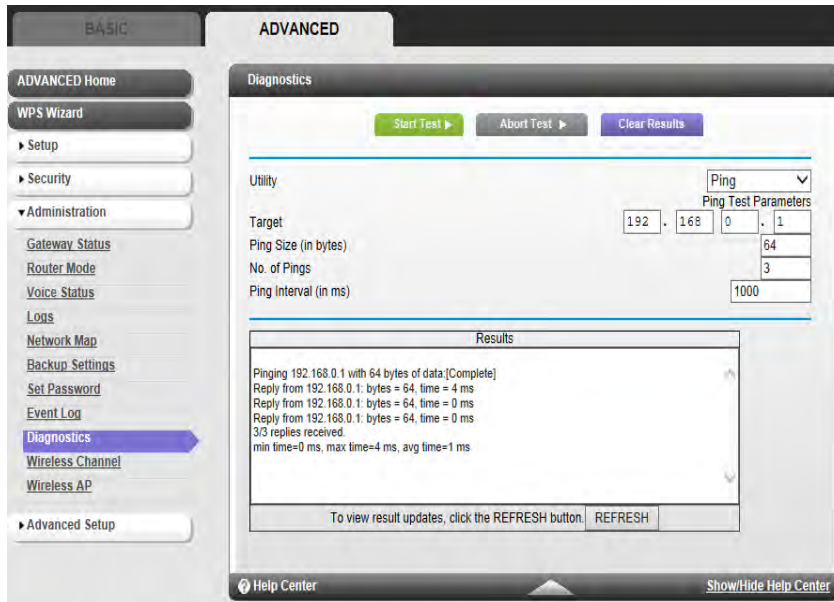 BASIC
ADVANCED
ADVANCED Home
WPS Wizard
Setup
Security
Administration
Gateway Status
Router Mode
Voice Status
Logs
Network Map
Backup Settings
Set Password
Event Log
Diagnostics
Wireless Channel
Wireless AP
Advanced Setup
Diagnostics
Start Test
Abort Test
Clear Results
Utility Ping
Ping Test Parameters
Target 192 . 168 0 . 1
Ping Size (in bytes) 64
No. of Pings 3
Ping Interval (in ms) 1000
Results
Pinging 192.168.0.1 with 64 bytes of data:[Complete]
Reply from 192.168.0.1: bytes = 64, time = 4 ms
Reply from 192.168.0.1: bytes = 64, time = 0 ms
Reply from 192.168.0.1: bytes = 64, time = 0 ms
3/3 replies received.
min time=0 ms, max time=4 ms, avg time=1 ms
To view result updates, click the REFRESH button. REFRESH
? Help Center
Show/Hide Help Center